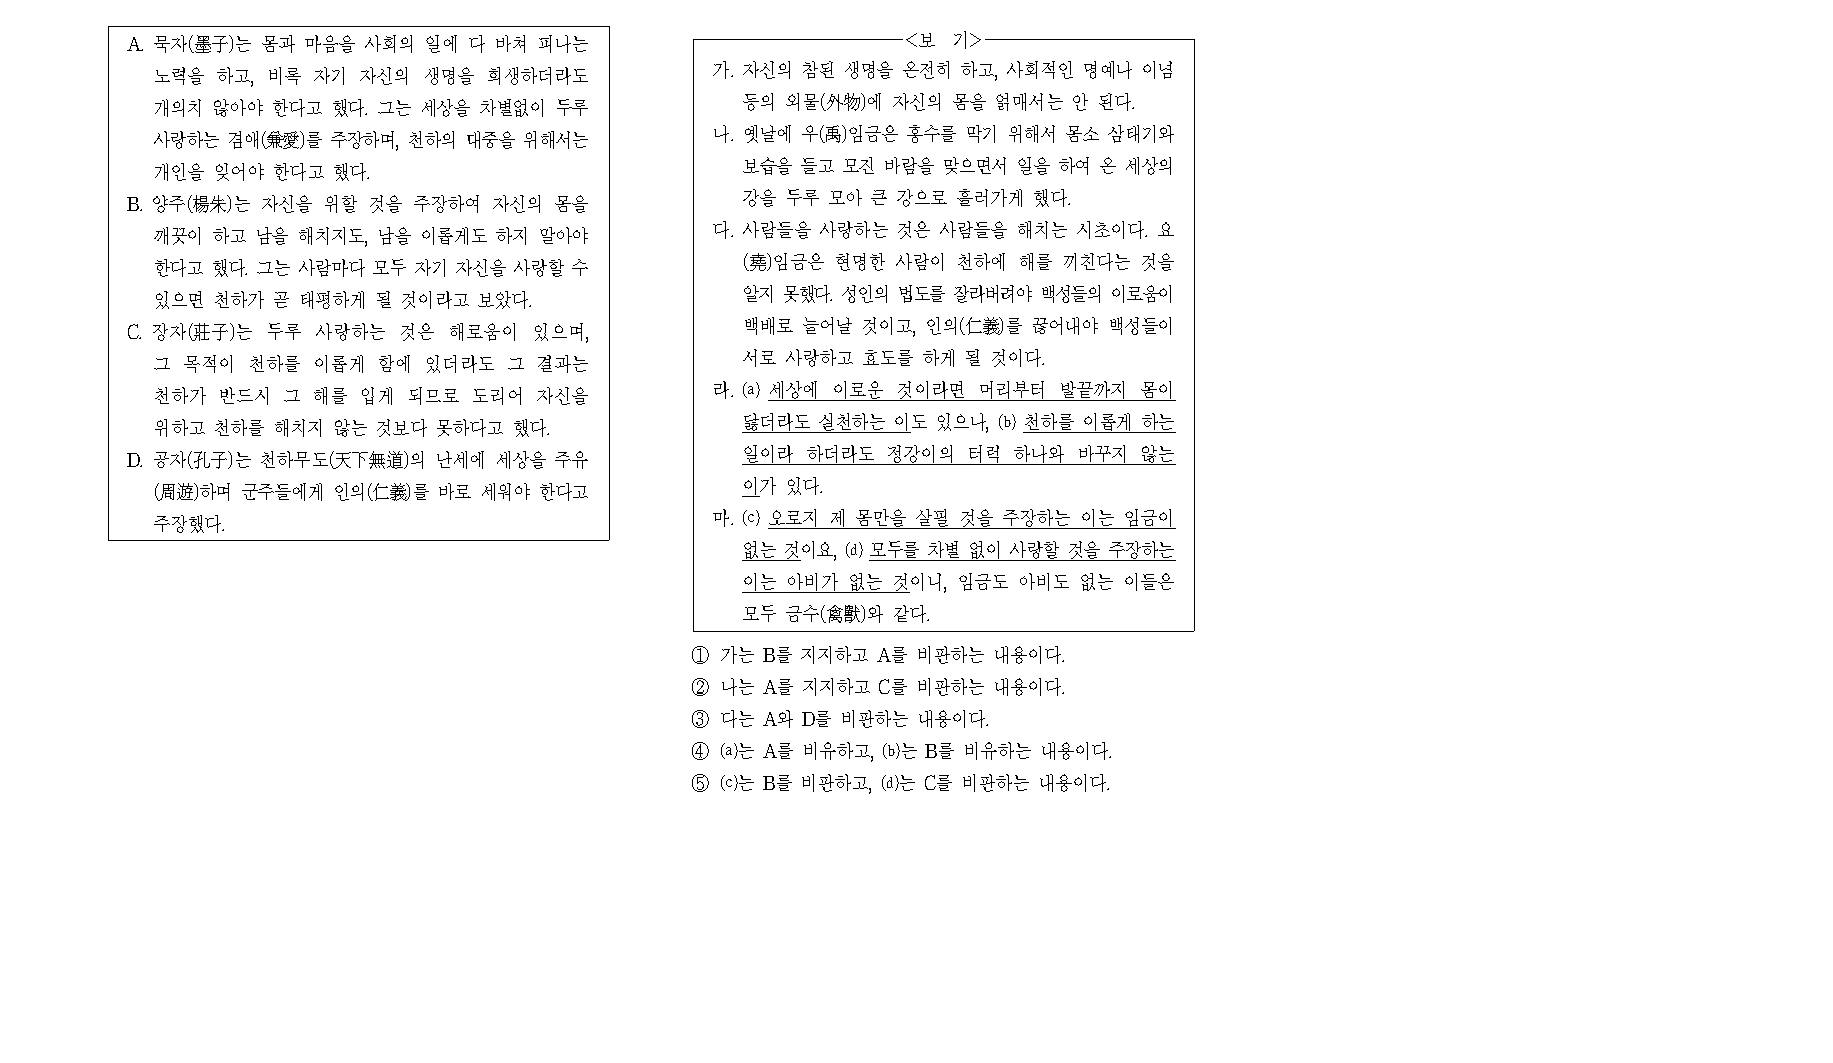 A. 묵자(墨子)는 몸과 마음을 사회의 일에 다 바쳐 피나는
노력을 하고, 비록 자기 자신의 생명을 희생하더라도
개의치 않아야 한다고 했다. 그는 세상을 차별없이 두루
사랑하는 겸애(兼愛)를 주장하며, 천하의 대중을 위해서는
개인을 잊어야 한다고 했다.
B. 양주(楊朱)는 자신을 위할 것을 주장하여 자신의 몸을
깨끗이 하고 남을 해치지도, 남을 이롭게도 하지 말아야
한다고 했다. 그는 사람마다 모두 자기 자신을 사랑할 수
있으면 천하가 곧 태평하게 될 것이라고 보았다.
C. 장자(莊子)는 두루 사랑하는 것은 해로움이 있으며,
그 목적이 천하를 이롭게 함에 있더라도 그 결과는
천하가 반드시 그 해를 입게 되므로 도리어 자신을
위하고 천하를 해치지 않는 것보다 못하다고 했다.
D. 공자(孔子)는 천하무도(天下無道)의 난세에 세상을 주유
(周遊)하며 군주들에게 인의(仁義)를 바로 세워야 한다고
주장했다.
<보 기>
가. 자신의 참된 생명을 온전히 하고, 사회적인 명예나 이념
등의 외물(外物)에 자신의 몸을 얽매서는 안 된다.
나. 옛날에 우(禹)임금은 홍수를 막기 위해서 몸소 삼태기와
보습을 들고 모진 바람을 맞으면서 일을 하여 온 세상의
강을 두루 모아 큰 강으로 흘러가게 했다.
다. 사람들을 사랑하는 것은 사람들을 해치는 시초이다. 요
(堯)임금은 현명한 사람이 천하에 해를 끼친다는 것을
알지 못했다. 성인의 법도를 잘라버려야 백성들의 이로움이
백배로 늘어날 것이고, 인의(仁義)를 끊어내야 백성들이
서로 사랑하고 효도를 하게 될 것이다.
라. (a) 세상에 이로운 것이라면 머리부터 발끝까지 몸이
닳더라도 실천하는 이도 있으나, (b) 천하를 이롭게 하는
일이라 하더라도 정강이의 터럭 하나와 바꾸지 않는
이가 있다.
마. (c) 오로지 제 몸만을 살필 것을 주장하는 이는 임금이
없는 것이요, (d) 모두를 차별 없이 사랑할 것을 주장하는
이는 아비가 없는 것이니, 임금도 아비도 없는 이들은
모두 금수(禽獸)와 같다.
① 가는 B를 지지하고 A를 비판하는 내용이다.
② 나는 A를 지지하고 C를 비판하는 내용이다.
③ 다는 A와 D를 비판하는 내용이다.
④ (a)는 A를 비유하고, (b)는 B를 비유하는 내용이다.
⑤ (c)는 B를 비판하고, (d)는 C를 비판하는 내용이다.